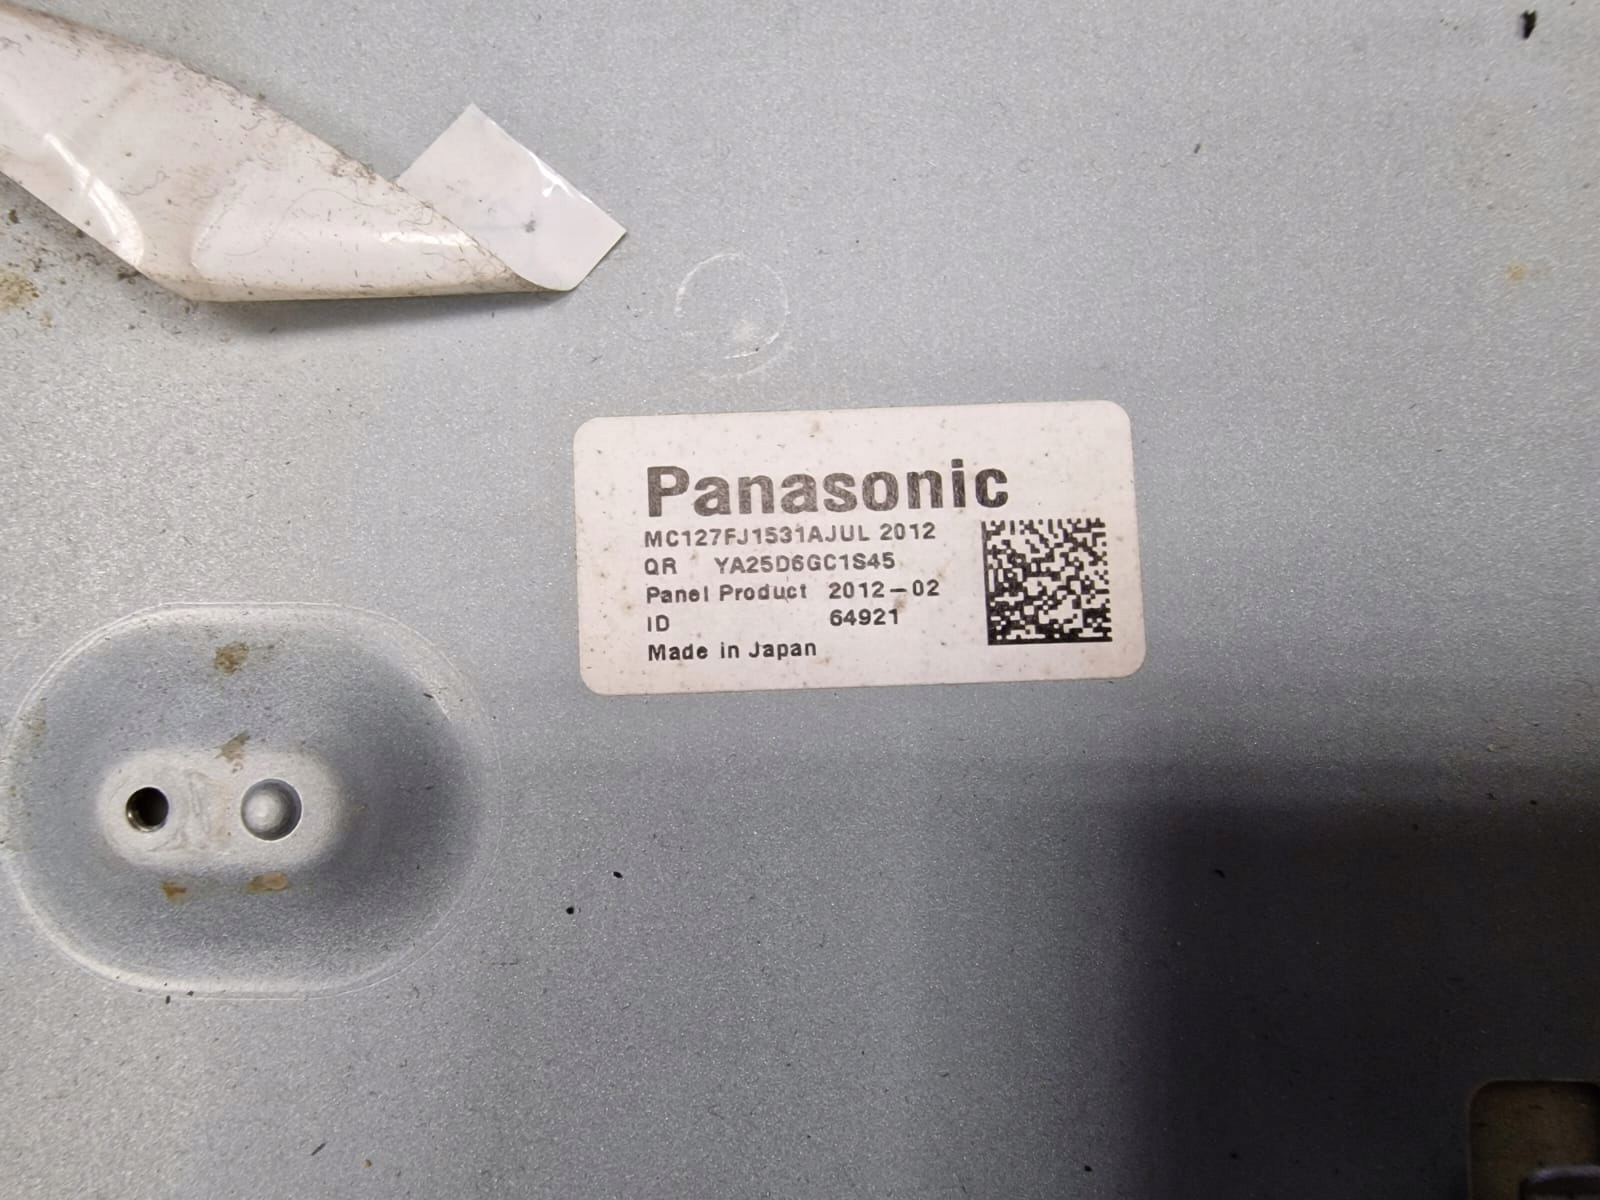 Panasonic
MC127FJ1531AJUL 2012
QR YA25D6GC1S45
Panel Product 2012-02
ID 64921
Made in Japan